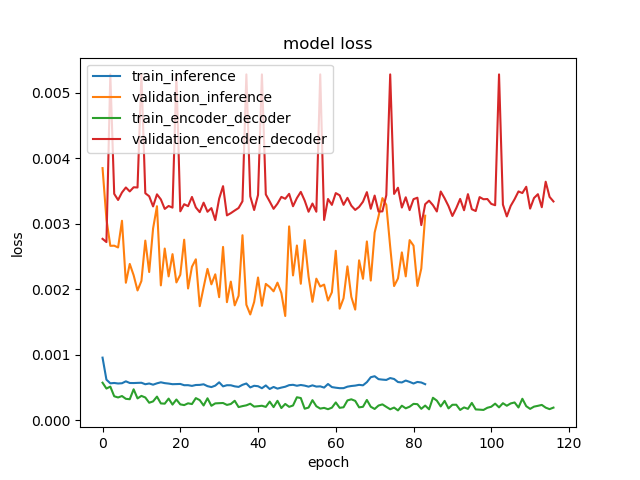 model loss
train_inference
validation_inference
train_encoder_decoder
validation_encoder_decoder
0.005
0.004
0.003
0.002
0.001
0.000
loss
0 20 40 60 80 100 120
epoch